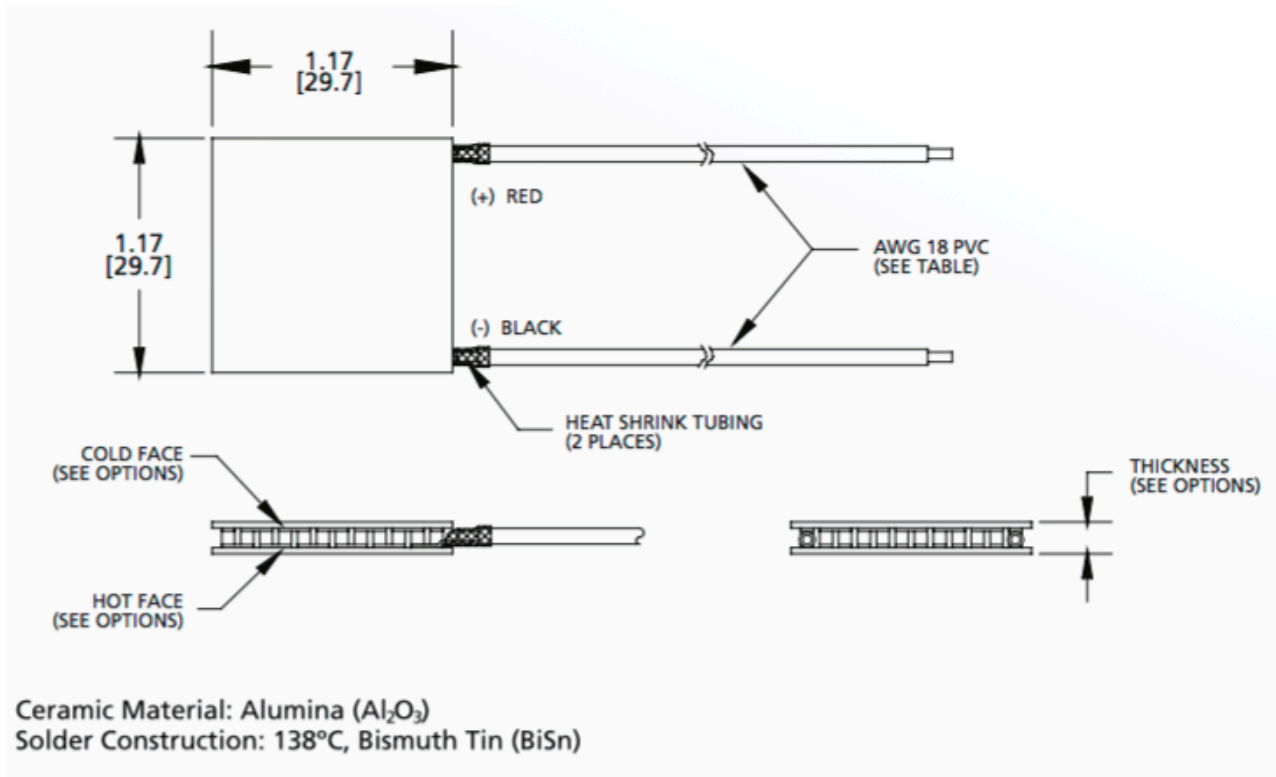 1.17
[29.7]
1.17
[29.7]
(+) RED
AWG 18 PVC
(SEE TABLE)
(-) BLACK
HEAT SHRINK TUBING
(2 PLACES)
COLD FACE
(SEE OPTIONS)
THICKNESS
(SEE OPTIONS)
HOT FACE
(SEE OPTIONS)
Ceramic Material: Alumina (Al₂O₃)
Solder Construction: 138°C, Bismuth Tin (BiSn)